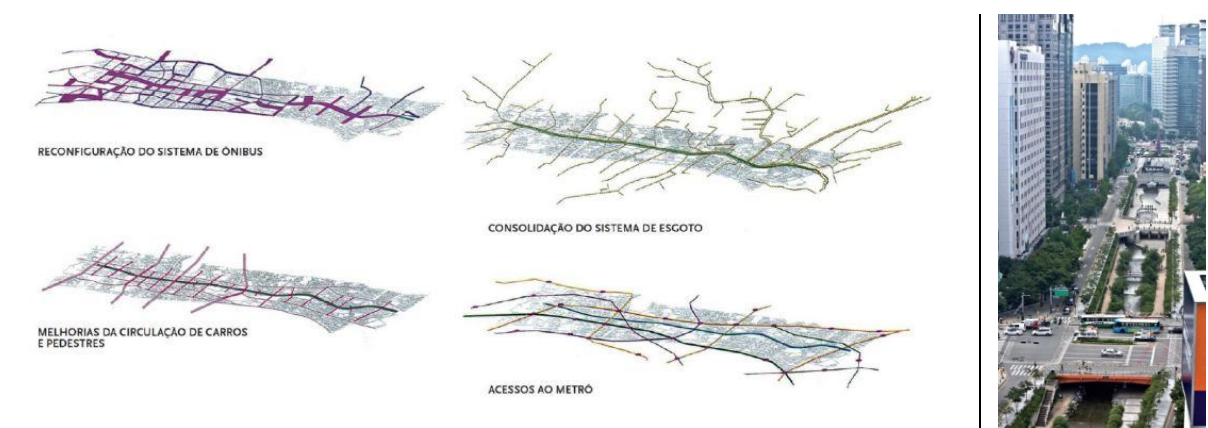 RECONFIGURAÇÃO DO SISTEMA DE ÔNIBUS
CONSOLIDAÇÃO DO SISTEMA DE ESGOTO
MELHORIAS DA CIRCULAÇÃO DE CARROS
E PEDESTRES
ACESSOS AO METRÔ